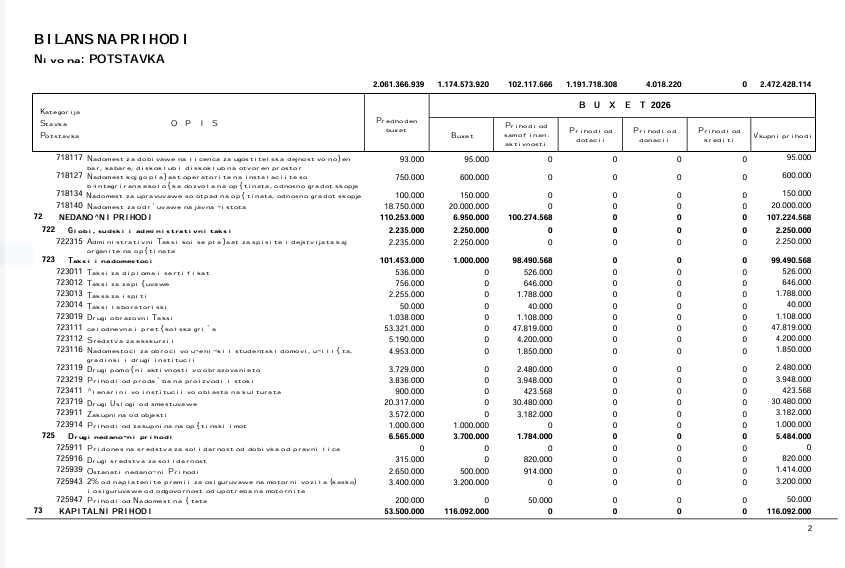 BILANS NA PRIHODI
Nivo na: POTSTAVKA
2.061.366.939 1.174.573.920 102.117.666 1.191.718.308 4.018.220 0 2.472.428.114
Kategorija
Stavka
Potstavka
O P I S
Predhoden buxet
B U X E T 2026
Buxet
Prihodi od samofinan. aktivnosti
Prihodi od dotacii
Prihodi od donacii
Prihodi od krediti
Vkupni prihodi
718117 Nadomest za dobivawe na licenca za ugostitelska dejnost vo no}en 93.000 95.000 0 0 0 0 95.000
bar, kabare, disko klub i disko klub na otvoren prostor
718127 Nadomest koj go pla}aat operatorite na instalacii te so 750.000 600.000 0 0 0 0 600.000
b-integrirana ekolo{ka dozvola na op{tinata, odnosno gradot skopje
718134 Nadomest za upravuvawe so otpad na op{tinata, odnosno gradot skopje 100.000 150.000 0 0 0 0 150.000
718140 Nadomest za odr`uvawe na javna ~istota 18.750.000 20.000.000 0 0 0 0 20.000.000
72 NEDANO^NI PRIHODI 110.253.000 6.950.000 100.274.568 0 0 0 107.224.568
722 Globi, sudski i administrativni taksi 2.235.000 2.250.000 0 0 0 0 2.250.000
722315 Administrativni Taksi koi se pla}aat za spisite i dejstvijata kaj 2.235.000 2.250.000 0 0 0 0 2.250.000
organite na op{tinata
723 Taksi i nadomestoci 101.453.000 1.000.000 98.490.568 0 0 0 99.490.568
723011 Taksi za diploma i sertifikat 536.000 0 526.000 0 0 0 526.000
723012 Taksi za zapi{uvawe 756.000 0 646.000 0 0 0 646.000
723013 Taksa za ispiti 2.255.000 0 1.788.000 0 0 0 1.788.000
723014 Taksi laboratoriski 50.000 0 40.000 0 0 0 40.000
723019 Drugi obrazovni Taksi 1.038.000 0 1.108.000 0 0 0 1.108.000
723111 celodnevna i pret{kolska gri`a 53.321.000 0 47.819.000 0 0 0 47.819.000
723112 Sredstva za ekskurzii 5.190.000 0 4.200.000 0 0 0 4.200.000
723116 Nadomestoci za obroci vo u~eni~ki i studentski domovi, u~ili{ta, 4.953.000 0 1.850.000 0 0 0 1.850.000
gradinki i drugi institucii
723119 Drugi pomo{ni aktivnosti vo obrazovanieto 3.729.000 0 2.480.000 0 0 0 2.480.000
723219 Prihodi od proda`ba na proizvodi i stoki 3.836.000 0 3.948.000 0 0 0 3.948.000
723411 ^lenarini vo institucii vo oblasta na kulturata 900.000 0 423.568 0 0 0 423.568
723719 Drugi Uslogi od smestuvawe 20.317.000 0 30.480.000 0 0 0 30.480.000
723911 Zakupnina od objekti 3.572.000 0 3.182.000 0 0 0 3.182.000
723914 Prihodi od zakupnina na op{tinski imot 1.000.000 1.000.000 0 0 0 0 1.000.000
725 Drugi nedano~ni prihodi 6.565.000 3.700.000 1.784.000 0 0 0 5.484.000
725911 Pridones na sredstva za solidarnost od dobivka od pravni lica 0 0 0 0 0 0 0
725916 Drugi sredstva za solidarnost 315.000 0 820.000 0 0 0 820.000
725939 Ostanati nedano~ni Prihodi 2.650.000 500.000 914.000 0 0 0 1.414.000
725943 2% od naplatenite premii za osiguruvawe na motorni vozila (kasko) 3.400.000 3.200.000 0 0 0 0 3.200.000
i osiguruvawe od odgovornost od upotreba na motornite
725947 Prihodi od Nadomest na {teta 200.000 0 50.000 0 0 0 50.000
73 KAPITALNI PRIHODI 53.500.000 116.092.000 0 0 0 0 116.092.000
2